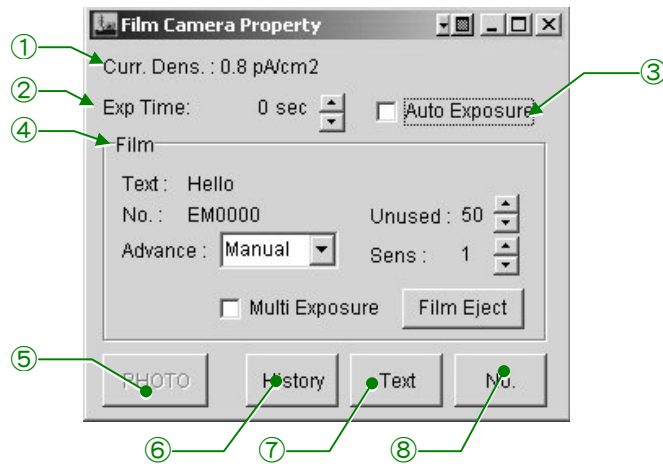 Film Camera Property
① Curr. Dens. : 0.8 pA/cm2
② Exp Time: 0 sec Auto Exposure ③
④ Film
Text : Hello
No. : EM0000 Unused : 50
Advance : Manual Sens : 1
Multi Exposure Film Eject
⑤ PHOTO History Text No.
⑥ ⑦ ⑧